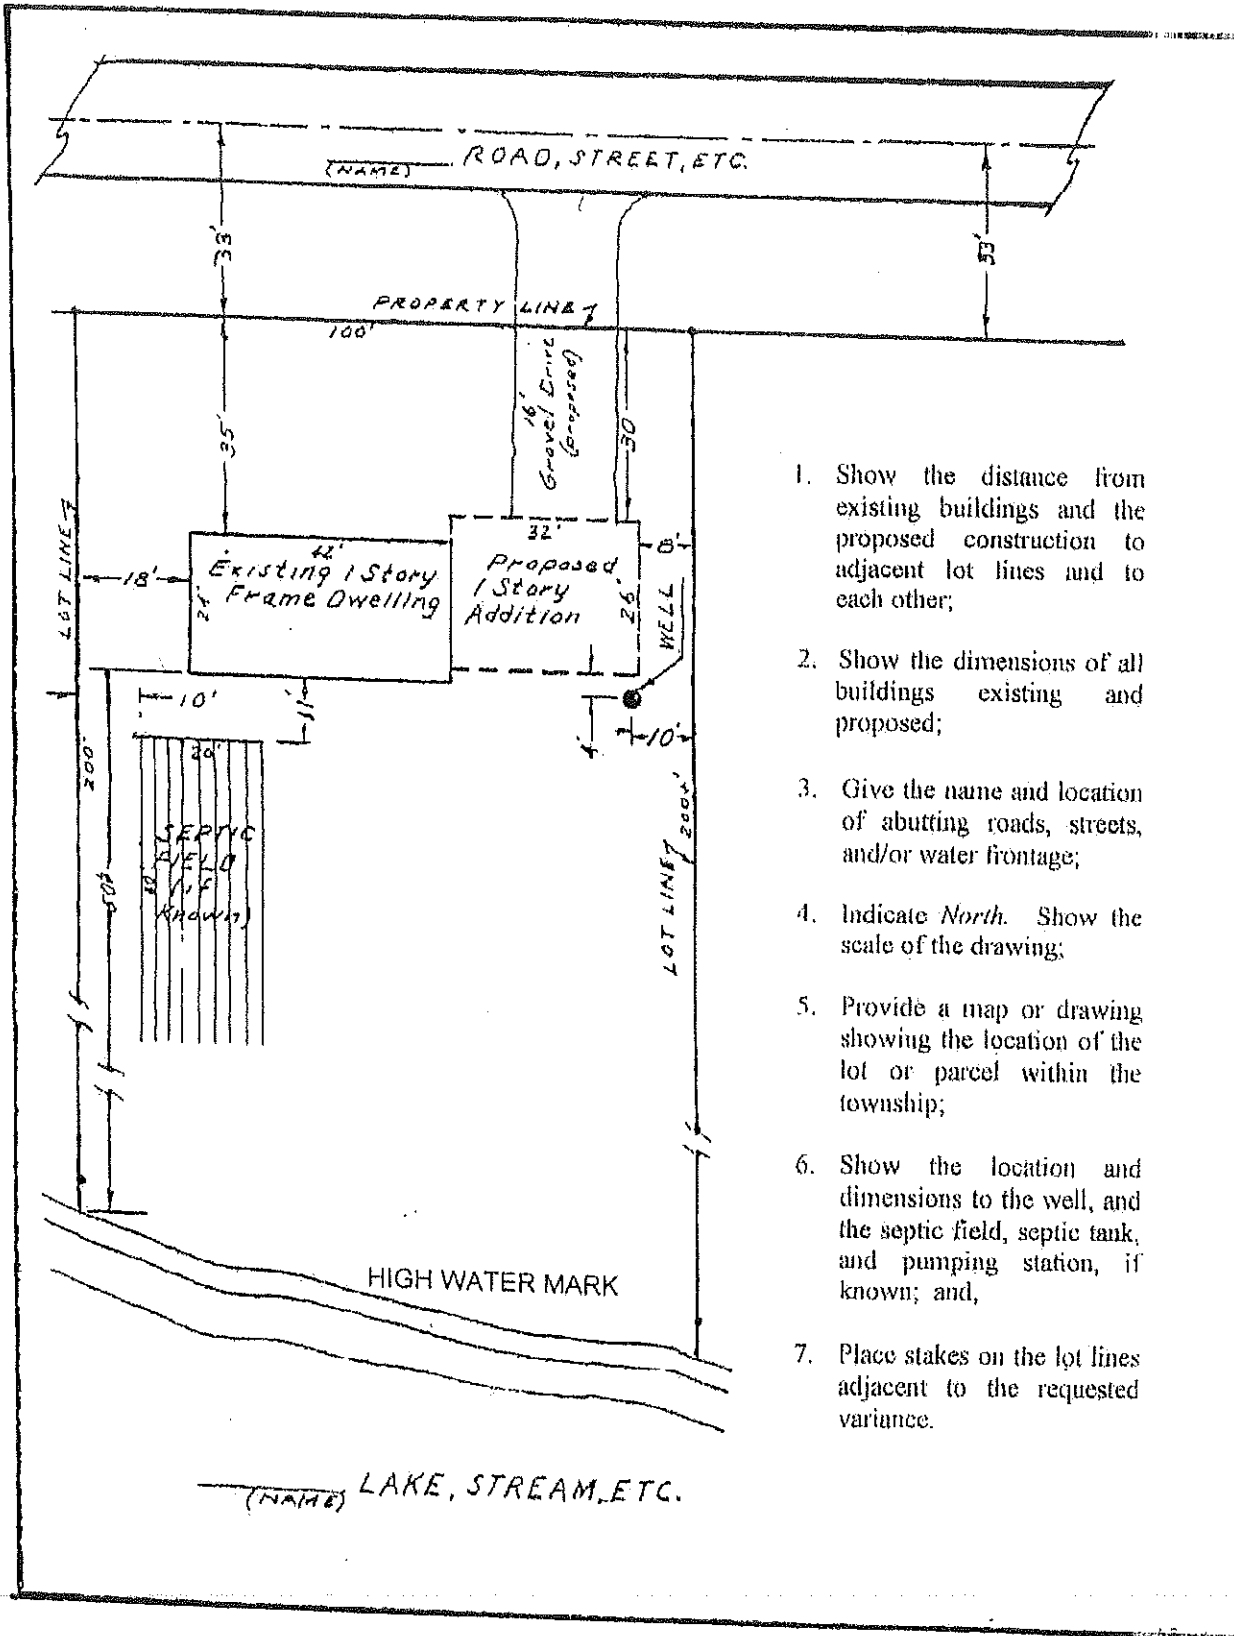 (NAME) ROAD, STREET, ETC.
33'
33'
PROPERTY LINE
100'
35'
16'
Gravel Drive
(proposed)
30
LOT LINE
18'
42'
Existing 1 Story
Frame Dwelling
24'
32'
Proposed
1 Story
Addition
26'
8'
WELL
10'
11'
4'
10'
20'
200'
SEPTIC
FIELD
(if
Known)
LOT LINE
200+'
HIGH WATER MARK
(NAME) LAKE, STREAM, ETC.
1. Show the distance from
existing buildings and the
proposed construction to
adjacent lot lines and to
each other;
2. Show the dimensions of all
buildings existing and
proposed;
3. Give the name and location
of abutting roads, streets,
and/or water frontage;
4. Indicate North. Show the
scale of the drawing;
5. Provide a map or drawing
showing the location of the
lot or parcel within the
township;
6. Show the location and
dimensions to the well, and
the septic field, septic tank,
and pumping station, if
known; and,
7. Place stakes on the lot lines
adjacent to the requested
variance.